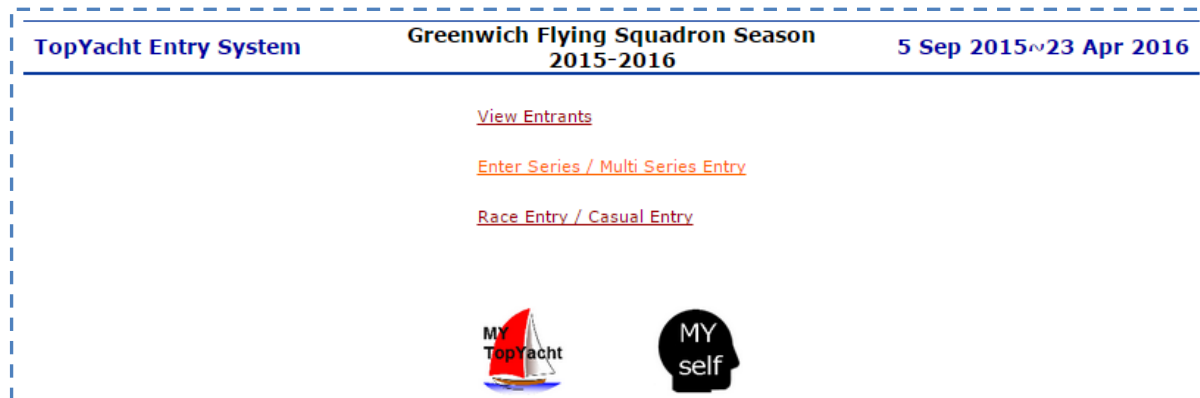 TopYacht Entry System
Greenwich Flying Squadron Season
2015-2016
5 Sep 2015~23 Apr 2016
View Entrants
Enter Series / Multi Series Entry
Race Entry / Casual Entry
MY
TopYacht
MY
self